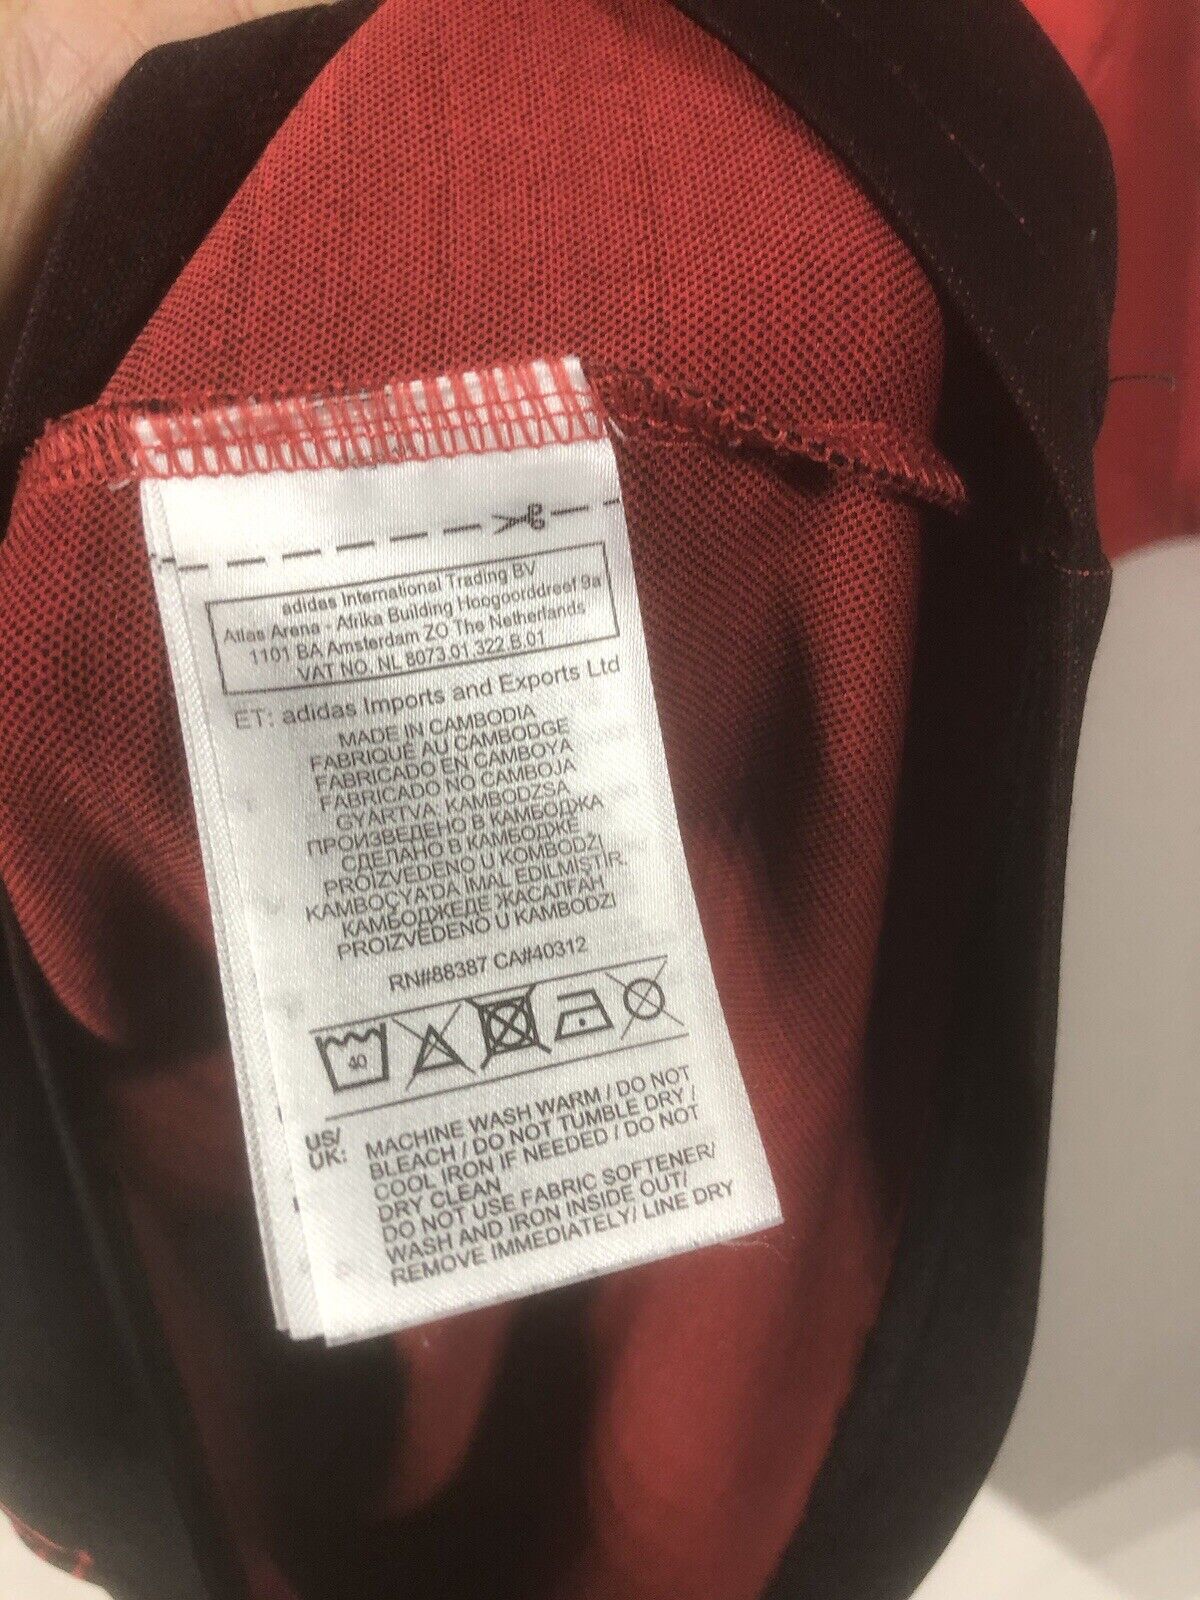 adidas International Trading BV
Atlas Arena - Afrika Building Hoogoorddreef 9a
1101 BA Amsterdam ZO The Netherlands
VAT NO. NL 8073.01.322.B.01
ET: adidas Imports and Exports Ltd
MADE IN CAMBODIA
FABRIQUÉ AU CAMBODGE
FABRICADO EN CAMBOYA
FABRICADO NO CAMBOJA
GYÁRTVA: KAMBODZSA
ПРОИЗВЕДЕНО В КАМБОДЖА
СДЕЛАНО В КАМБОДЖЕ
PROIZVEDENO U KOMBODZI
KAMBOÇYA'DA İMAL EDİLMİŞTİR.
КАМБОДЖЕДЕ ЖАСАЛҒАН
PROIZVEDENO U KAMBODZI
RN#88387 CA#40312
40
US/
UK:
MACHINE WASH WARM / DO NOT
BLEACH / DO NOT TUMBLE DRY /
COOL IRON IF NEEDED / DO NOT
DRY CLEAN
DO NOT USE FABRIC SOFTENER/
WASH AND IRON INSIDE OUT/
REMOVE IMMEDIATELY/ LINE DRY